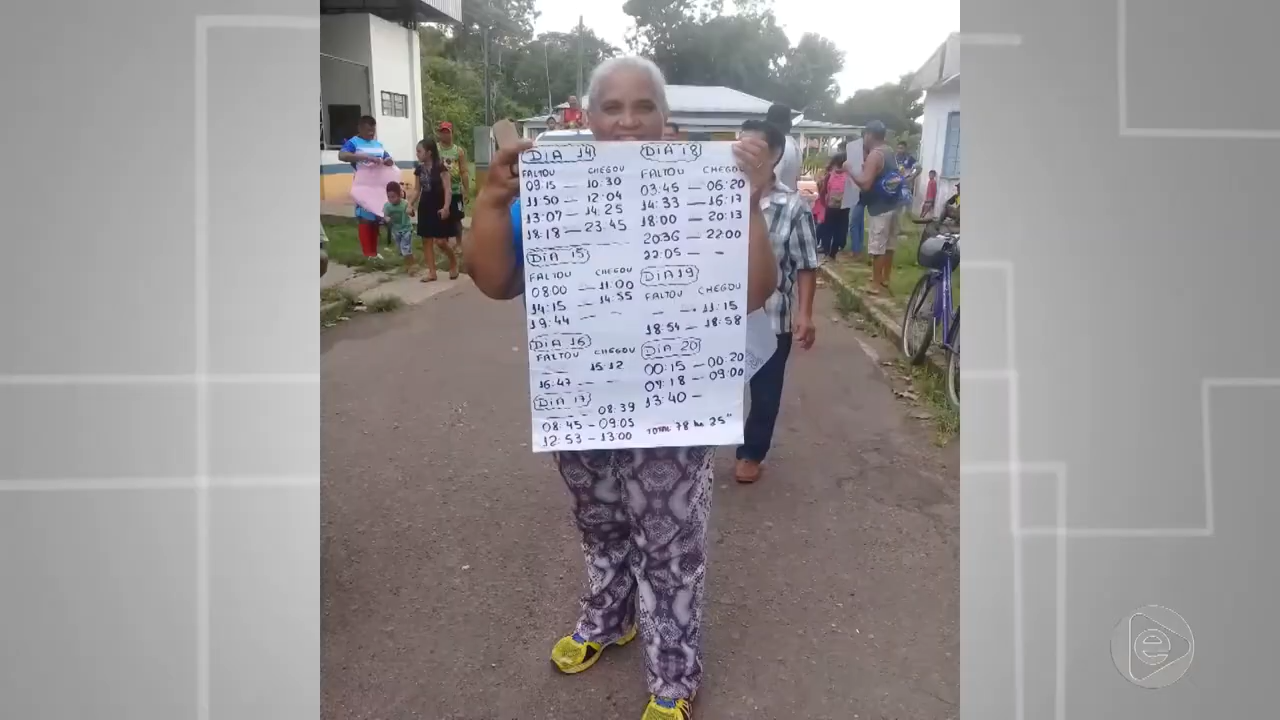 DIA 14
FALTOU CHEGOU
09:15 — 10:30
11:50 — 12:04
13:07 — 14:25
18:18 — 23:45
DIA 15
FALTOU CHEGOU
08:00 — 11:00
14:15 — 14:55
19:44 — -
DIA 16
FALTOU CHEGOU
— 15:12
16:47 — -
DIA 17
— 08:39
08:45 - 09:05
12:53 - 13:00
DIA 18
FALTOU CHEGOU
03:45 — 06:20
14:33 — 16:17
18:00 — 20:13
20:36 — 22:00
22:05 — -
DIA 19
FALTOU CHEGOU
— -. 11:15
18:54 - 18:58
DIA 20
00:15 — 00:20
09:00
13:40 —
TOTAL 78 hs 25"
e